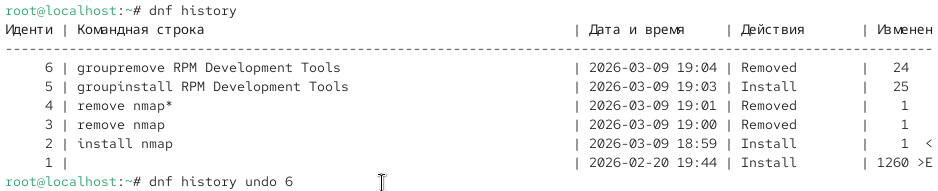 root@localhost:~# dnf history
Иденти | Командная строка | Дата и время | Действия | Изменен
--------------------------------------------------------------------------------
6 | groupremove RPM Development Tools | 2026-03-09 19:04 | Removed | 24
5 | groupinstall RPM Development Tools | 2026-03-09 19:03 | Install | 25
4 | remove nmap* | 2026-03-09 19:01 | Removed | 1
3 | remove nmap | 2026-03-09 19:00 | Removed | 1
2 | install nmap | 2026-03-09 18:59 | Install | 1 <
1 | | 2026-02-20 19:44 | Install | 1260 >E
root@localhost:~# dnf history undo 6